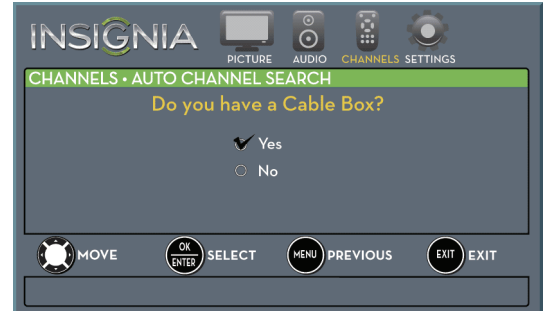 INSIGNIA
PICTURE AUDIO CHANNELS SETTINGS
CHANNELS • AUTO CHANNEL SEARCH
Do you have a Cable Box?
Yes
No
MOVE OK ENTER SELECT MENU PREVIOUS EXIT EXIT